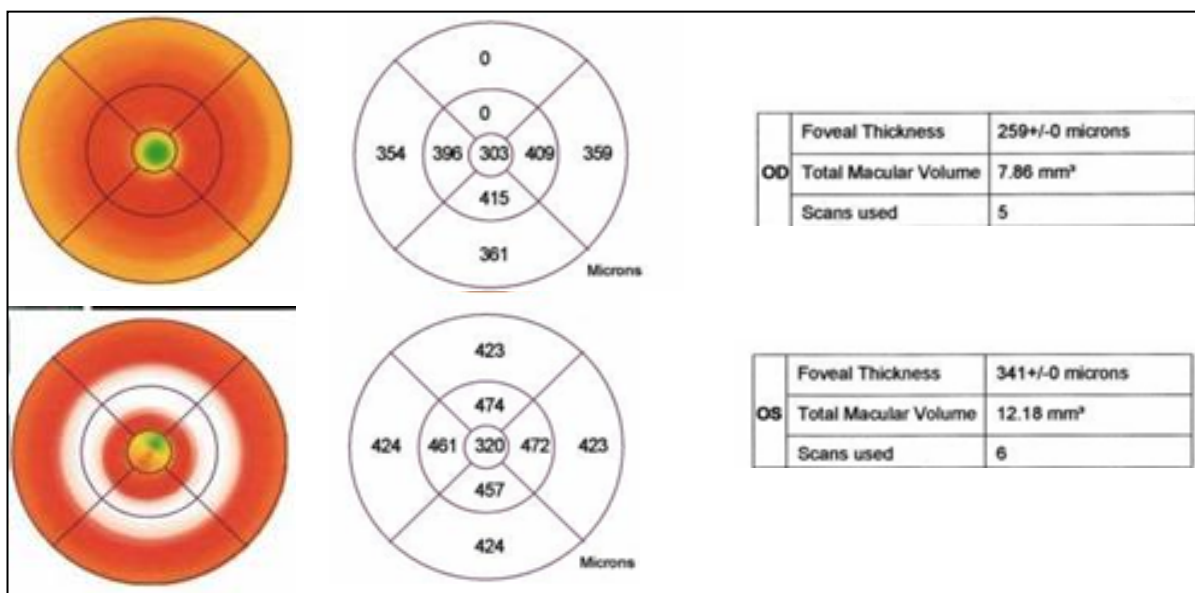 0
0
354 396 303 409 359
415
361
Microns
OD
Foveal Thickness 259+/-0 microns
Total Macular Volume 7.86 mm³
Scans used 5
423
474
424 461 320 472 423
457
424
Microns
OS
Foveal Thickness 341+/-0 microns
Total Macular Volume 12.18 mm³
Scans used 6